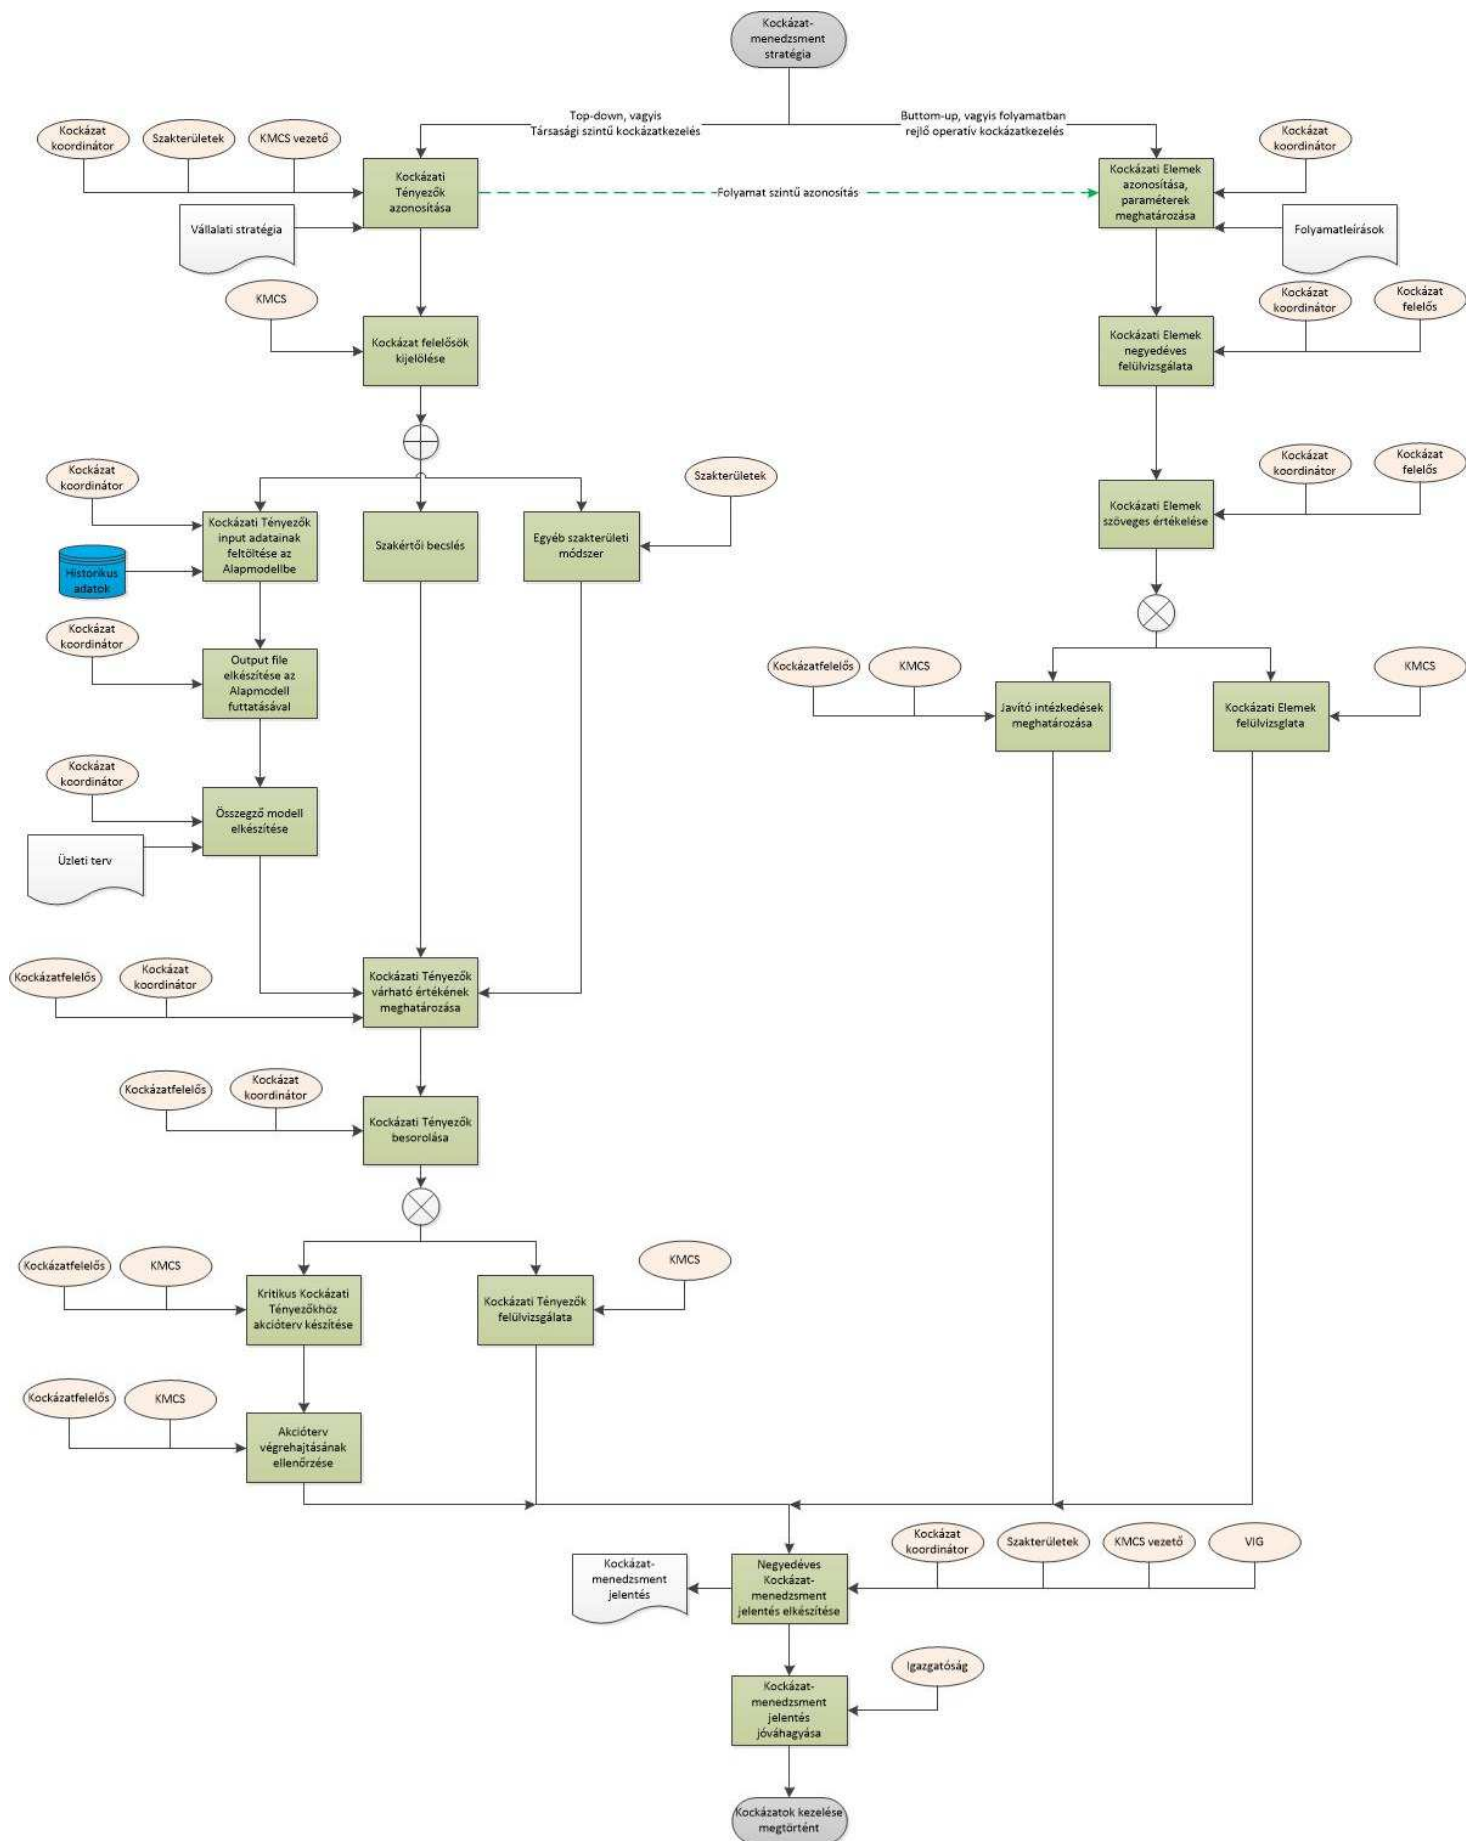 Kockázat-
menedzsment
stratégia
Top-down, vagyis
Társasági szintű kockázatkezelés
Buttom-up, vagyis folyamatban
rejlő operatív kockázatkezelés
Kockázat
koordinátor
Szakterületek
KMCS vezető
Kockázat
koordinátor
Kockázati
Tényezők
azonosítása
Folyamat szintű azonosítás
Kockázati Elemek
azonosítása,
paraméterek
meghatározása
Vállalati stratégia
Folyamatleírások
KMCS
Kockázat
koordinátor
Kockázat
felelős
Kockázat felelősök
kijelölése
Kockázati Elemek
negyedéves
felülvizsgálata
Kockázat
koordinátor
Szakterületek
Kockázat
koordinátor
Kockázat
felelős
Kockázati Tényezők
input adatainak
feltöltése az
Alapmodellbe
Szakértői becslés
Egyéb szakterületi
módszer
Kockázati Elemek
szöveges értékelése
Historikus
adatok
Kockázat
koordinátor
Output file
elkészítése az
Alapmodell
futtatásával
Kockázatfelelős
KMCS
KMCS
Javító intézkedések
meghatározása
Kockázati Elemek
felülvizsglata
Kockázat
koordinátor
Összegző modell
elkészítése
Üzleti terv
Kockázatfelelős
Kockázat
koordinátor
Kockázati Tényezők
várható értékének
meghatározása
Kockázatfelelős
Kockázat
koordinátor
Kockázati Tényezők
besorolása
Kockázatfelelős
KMCS
KMCS
Kritikus Kockázati
Tényezőkhöz
akcióterv készítése
Kockázati Tényezők
felülvizsgálata
Kockázatfelelős
KMCS
Akcióterv
végrehajtásának
ellenőrzése
Kockázat
koordinátor
Szakterületek
KMCS vezető
VIG
Kockázat-
menedzsment
jelentés
Negyedéves
Kockázat-
menedzsment
jelentés elkészítése
Igazgatóság
Kockázat-
menedzsment
jelentés
jóváhagyása
Kockázatok kezelése
megtörtént